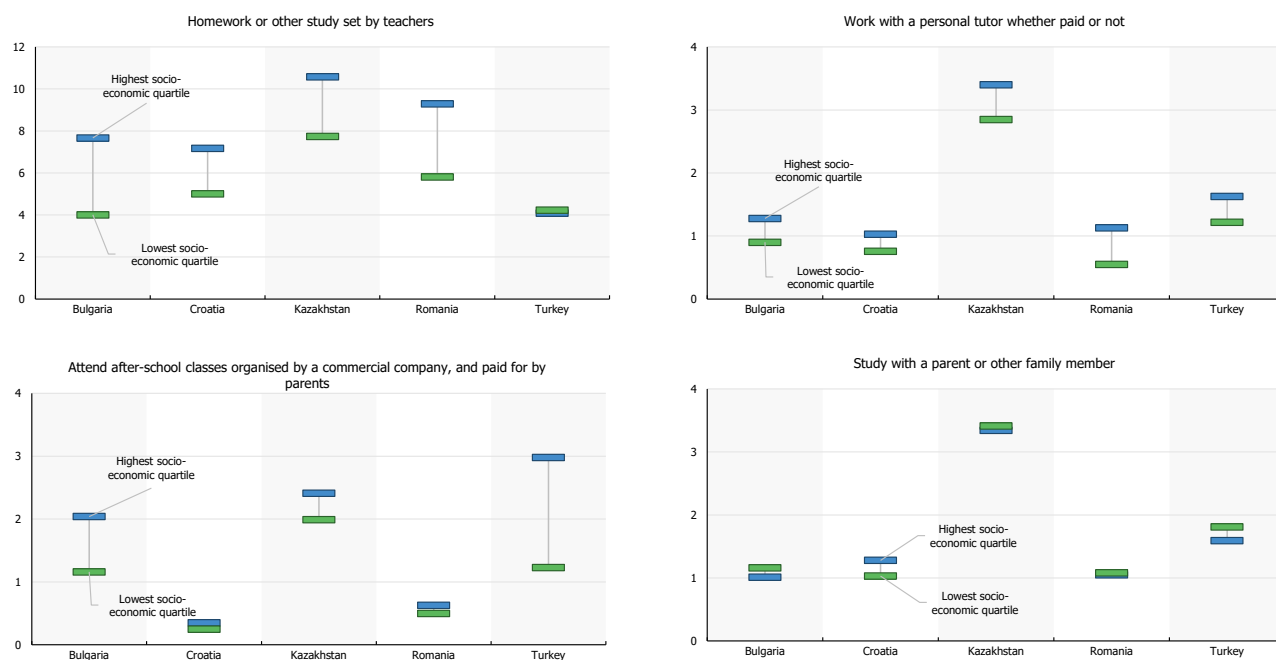 Homework or other study set by teachers
12
10
8
6
4
2
0
Highest socio-
economic quartile
Lowest socio-
economic quartile
Bulgaria
Croatia
Kazakhstan
Romania
Turkey
Work with a personal tutor whether paid or not
4
3
2
1
0
Highest socio-
economic quartile
Lowest socio-
economic quartile
Bulgaria
Croatia
Kazakhstan
Romania
Turkey
Attend after-school classes organised by a commercial company, and paid for by
parents
4
3
2
1
0
Highest socio-
economic quartile
Lowest socio-
economic quartile
Bulgaria
Croatia
Kazakhstan
Romania
Turkey
Study with a parent or other family member
4
3
2
1
0
Highest socio-
economic quartile
Lowest socio-
economic quartile
Bulgaria
Croatia
Kazakhstan
Romania
Turkey